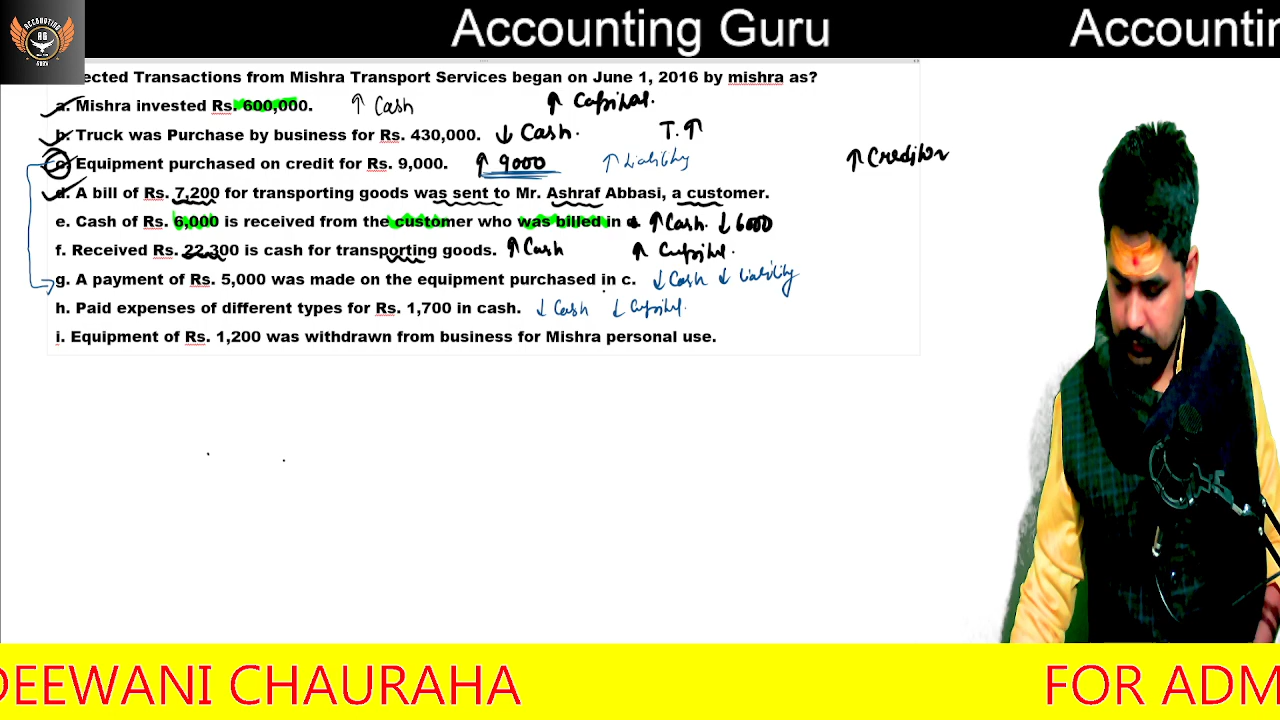 Accounting Guru Accountin
ACCOUNTING
AG
GURU
ected Transactions from Mishra Transport Services began on June 1, 2016 by mishra as?
a. Mishra invested Rs. 600,000. ↑ Cash ↑ Capital.
b. Truck was Purchase by business for Rs. 430,000. ↓ Cash. T. ↑
c. Equipment purchased on credit for Rs. 9,000. ↑ 9000 ↑ Liability ↑ Creditor
d. A bill of Rs. 7,200 for transporting goods was sent to Mr. Ashraf Abbasi, a customer.
e. Cash of Rs. 6,000 is received from the customer who was billed in ↑ Cash. ↓ 6000
f. Received Rs. 22,300 is cash for transporting goods. ↑ Cash ↑ Capital.
g. A payment of Rs. 5,000 was made on the equipment purchased in c. ↓ Cash ↓ Liability
h. Paid expenses of different types for Rs. 1,700 in cash. ↓ Cash ↓ Capital.
i. Equipment of Rs. 1,200 was withdrawn from business for Mishra personal use.
DEEWANI CHAURAHA FOR ADM